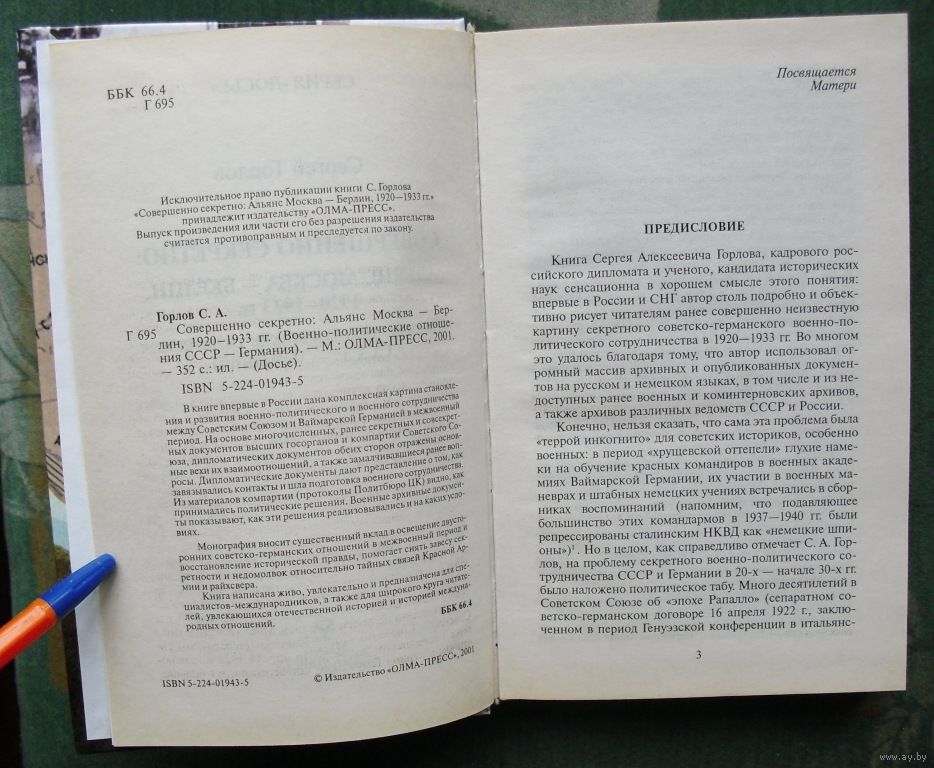 ББК 66.4
Г 695
Исключительное право публикации книги С. Горлова
«Совершенно секретно: Альянс Москва — Берлин, 1920—1933 гг.»
принадлежит издательству «ОЛМА-ПРЕСС».
Выпуск произведения или части его без разрешения издательства
считается противоправным и преследуется по закону.
Горлов С. А.
Г 695 Совершенно секретно: Альянс Москва — Бер-
лин, 1920—1933 гг. (Военно-политические отноше-
ния СССР — Германия). — М.: ОЛМА-ПРЕСС, 2001.
— 352 с.: ил. — (Досье).
ISBN 5-224-01943-5
В книге впервые в России дана комплексная картина становле-
ния и развития военно-политического и военного сотрудничества
между Советским Союзом и Ваймарской Германией в межвоенный
период. На основе многочисленных, ранее секретных и совсекрет-
ных документов высших госорганов и компартии Советского Со-
юза, дипломатических документов обеих сторон отражены основ-
ные вехи их взаимоотношений, а также замалчивавшиеся ранее воп-
росы. Дипломатические документы дают представление о том, как
завязывались контакты и шла подготовка военного сотрудничества.
Из материалов компартии (протоколы Политбюро ЦК) видно, как
принимались политические решения. Военные архивные докумен-
ты показывают, как эти решения реализовывались и на каких усло-
виях.
Монография вносит существенный вклад в освещение двусто-
ронних советско-германских отношений в межвоенный период и
восстановление исторической правды, помогает снять завесу сек-
ретности и недомолвок относительно тайных связей Красной Ар-
мии и райхсвера.
Книга написана живо, увлекательно и предназначена для спе-
циалистов-международников, а также для широкого круга читате-
лей, увлекающихся отечественной историей и историей междуна-
родных отношений.
ББК 66.4
ISBN 5-224-01943-5
© Издательство «ОЛМА-ПРЕСС», 2001
Посвящается
Матери
ПРЕДИСЛОВИЕ
Книга Сергея Алексеевича Горлова, кадрового рос-
сийского дипломата и ученого, кандидата исторических
наук сенсационна в хорошем смысле этого понятия:
впервые в России и СНГ автор столь подробно и объек-
тивно рисует читателям ранее совершенно неизвестную
картину секретного советско-германского военно-по-
литического сотрудничества в 1920—1933 гг. Во многом
это удалось благодаря тому, что автор использовал ог-
ромный массив архивных и опубликованных докумен-
тов на русском и немецком языках, в том числе и из не-
доступных ранее военных и коминтерновских архивов,
а также архивов различных ведомств СССР и России.
Конечно, нельзя сказать, что сама эта проблема была
«террой инкогнито» для советских историков, особенно
военных: в период «хрущевской оттепели» глухие наме-
ки на обучение красных командиров в военных акаде-
миях Ваймарской Германии, их участии в военных ма-
неврах и штабных немецких учениях встречались в сбор-
никах воспоминаний (напомним, что подавляющее
большинство этих командармов в 1937—1940 гг. были
репрессированы сталинским НКВД как «немецкие шпи-
оны»)¹. Но в целом, как справедливо отмечает С. А. Гор-
лов, на проблему секретного военно-политического со-
трудничества СССР и Германии в 20-х — начале 30-х гг.
было наложено политическое табу. Много десятилетий в
Советском Союзе об «эпохе Рапалло» (сепаратном со-
ветско-германском договоре 16 апреля 1922 г., заклю-
ченном в период Генуэзской конференции в итальянс-
3
www.ay.by